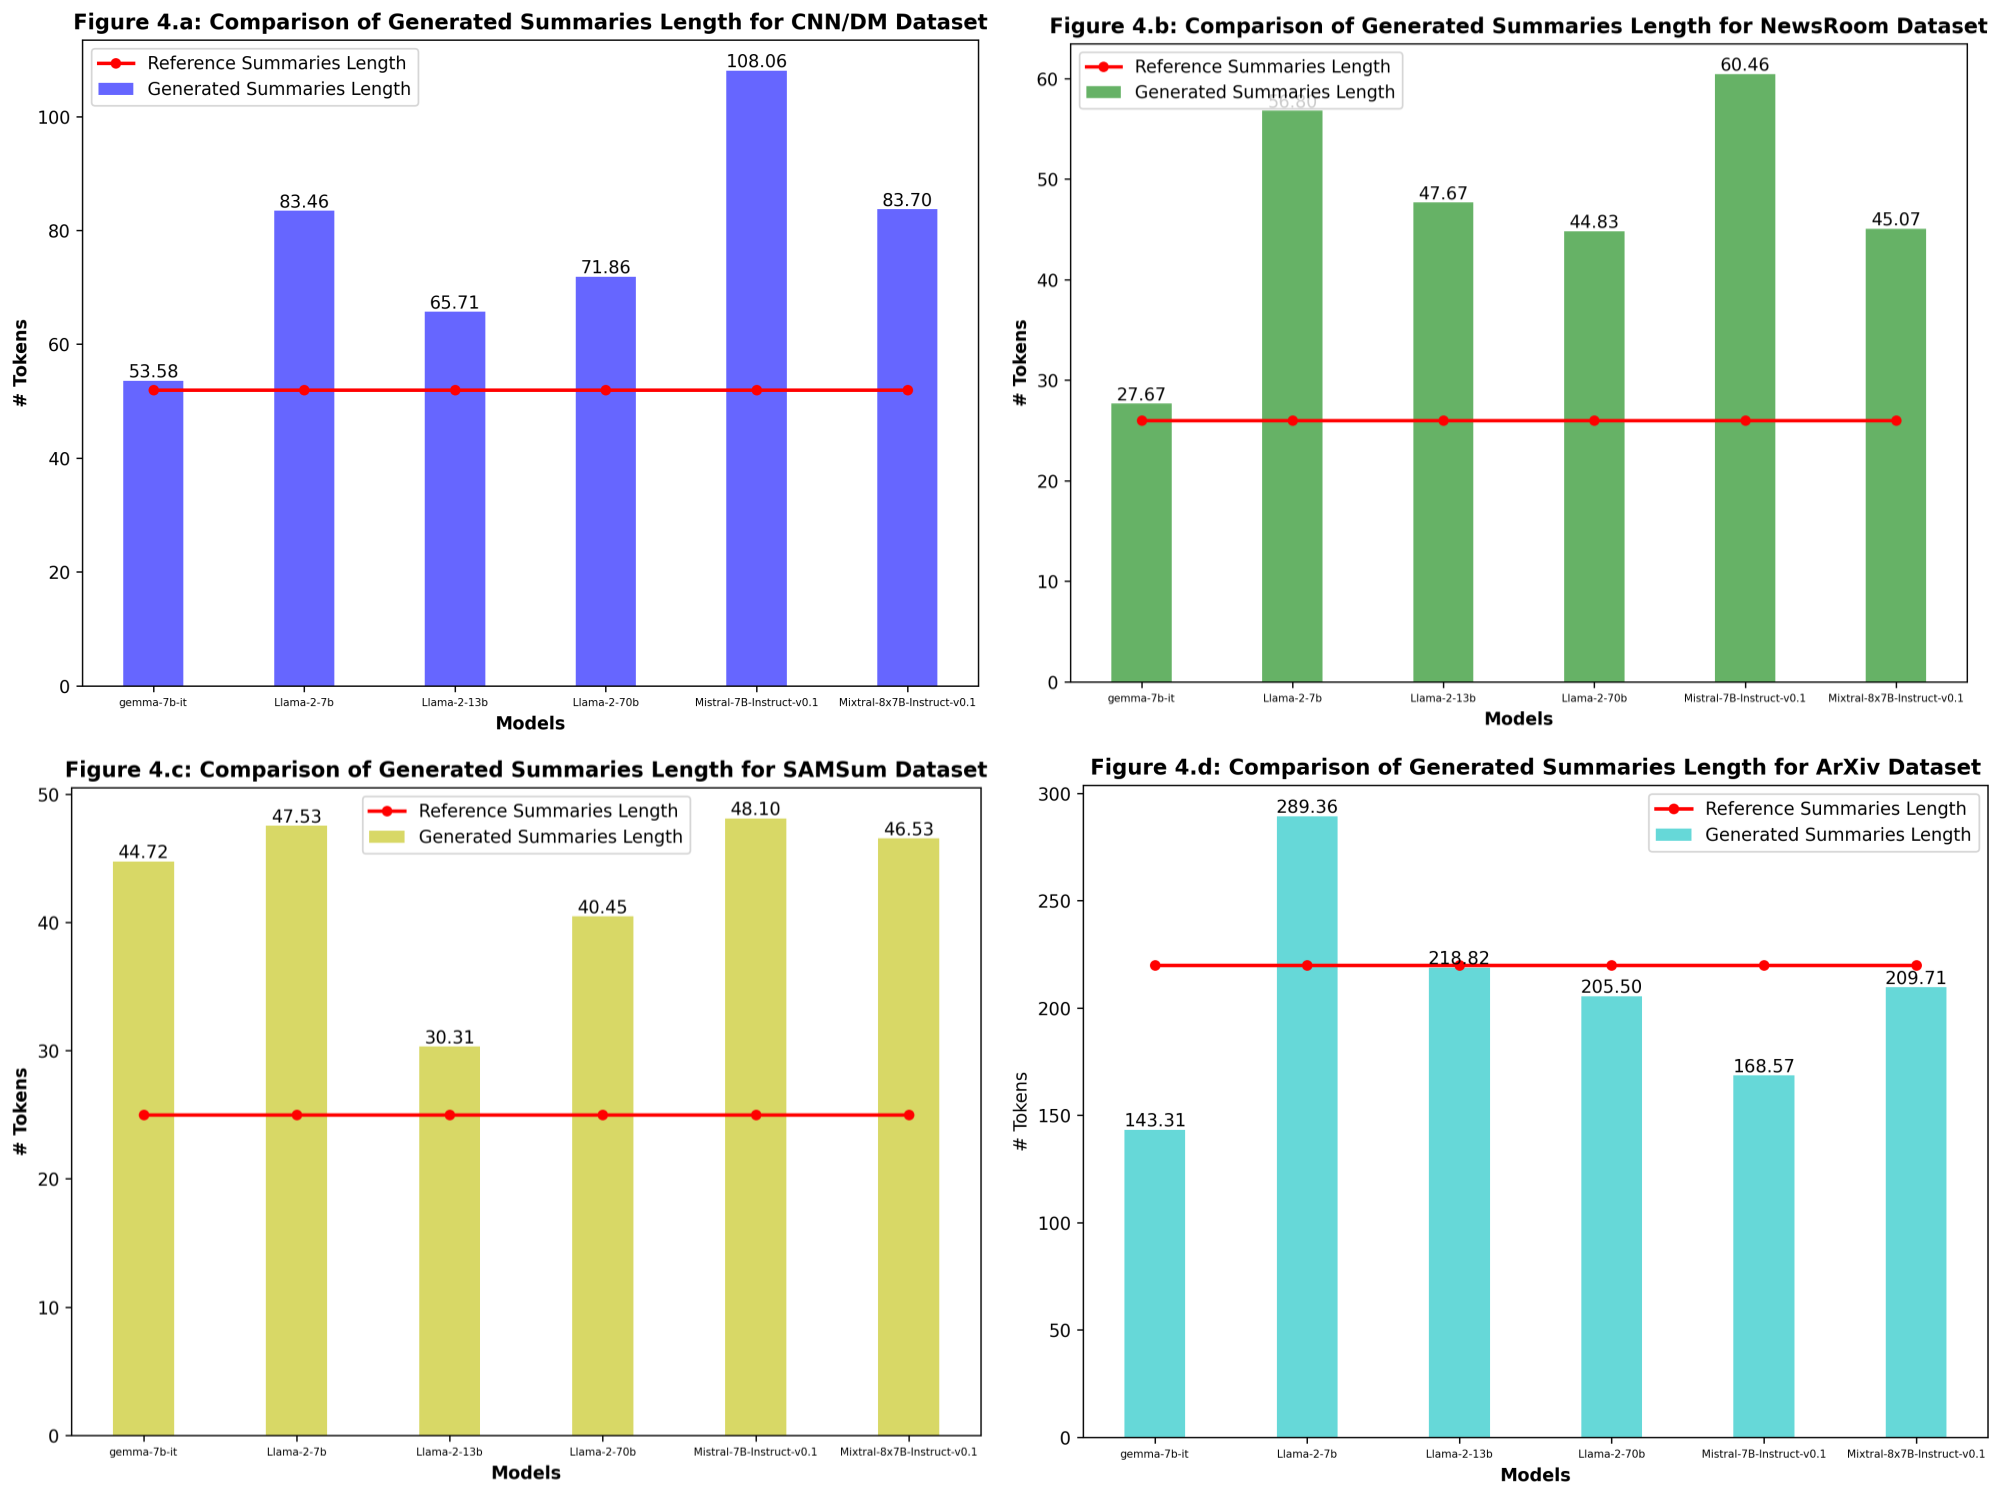 Figure 4.a: Comparison of Generated Summaries Length for CNN/DM Dataset
Reference Summaries Length
Generated Summaries Length
# Tokens
100
80
60
40
20
0
53.58
83.46
65.71
71.86
108.06
83.70
gemma-7b-it
Llama-2-7b
Llama-2-13b
Llama-2-70b
Mistral-7B-Instruct-v0.1
Mixtral-8x7B-Instruct-v0.1
Models
Figure 4.b: Comparison of Generated Summaries Length for NewsRoom Dataset
Reference Summaries Length
Generated Summaries Length
# Tokens
60
50
40
30
20
10
0
27.67
56.80
47.67
44.83
60.46
45.07
gemma-7b-it
Llama-2-7b
Llama-2-13b
Llama-2-70b
Mistral-7B-Instruct-v0.1
Mixtral-8x7B-Instruct-v0.1
Models
Figure 4.c: Comparison of Generated Summaries Length for SAMSum Dataset
Reference Summaries Length
Generated Summaries Length
# Tokens
50
40
30
20
10
0
44.72
47.53
30.31
40.45
48.10
46.53
gemma-7b-it
Llama-2-7b
Llama-2-13b
Llama-2-70b
Mistral-7B-Instruct-v0.1
Mixtral-8x7B-Instruct-v0.1
Models
Figure 4.d: Comparison of Generated Summaries Length for ArXiv Dataset
Reference Summaries Length
Generated Summaries Length
# Tokens
300
250
200
150
100
50
0
143.31
289.36
218.82
205.50
168.57
209.71
gemma-7b-it
Llama-2-7b
Llama-2-13b
Llama-2-70b
Mistral-7B-Instruct-v0.1
Mixtral-8x7B-Instruct-v0.1
Models